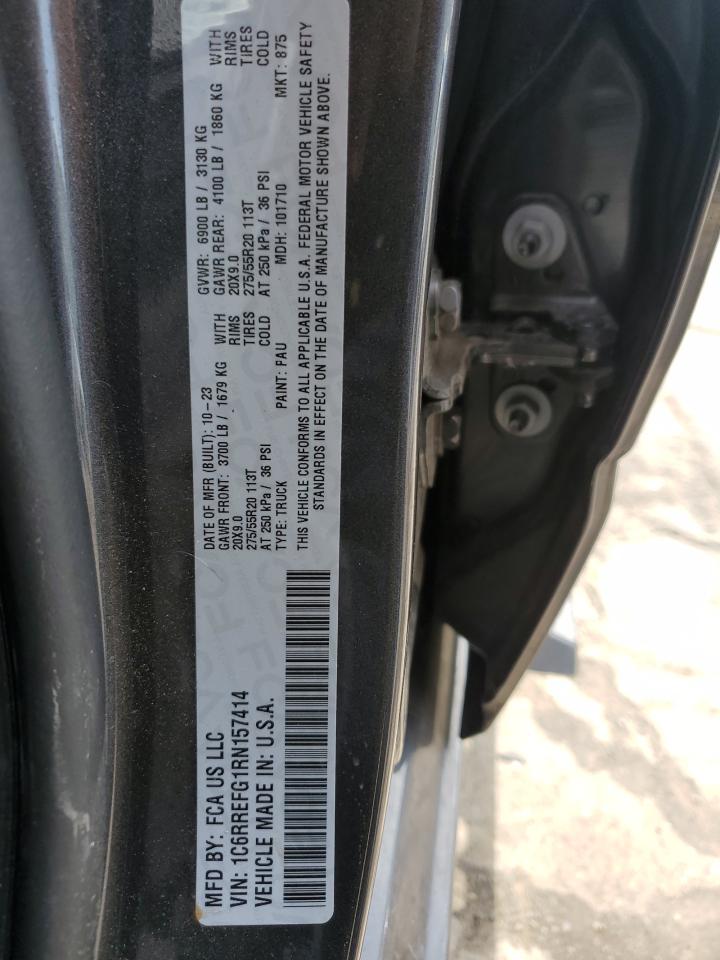 MFD BY: FCA US LLC
VIN: 1C6RREFG1RN157414
VEHICLE MADE IN: U.S.A.
DATE OF MFR (BUILT): 10-23
GAWR FRONT: 3700 LB / 1679 KG WITH
20X9.0 RIMS
275/55R20 113T TIRES
AT 250 kPa / 36 PSI COLD
TYPE: TRUCK PAINT: PAU
GVWR: 6900 LB / 3130 KG
GAWR REAR: 4100 LB / 1860 KG WITH
20X9.0 RIMS
275/55R20 113T TIRES
AT 250 kPa / 36 PSI COLD
MDH: 101710 MKT: 875
THIS VEHICLE CONFORMS TO ALL APPLICABLE U.S.A. FEDERAL MOTOR VEHICLE SAFETY
STANDARDS IN EFFECT ON THE DATE OF MANUFACTURE SHOWN ABOVE.